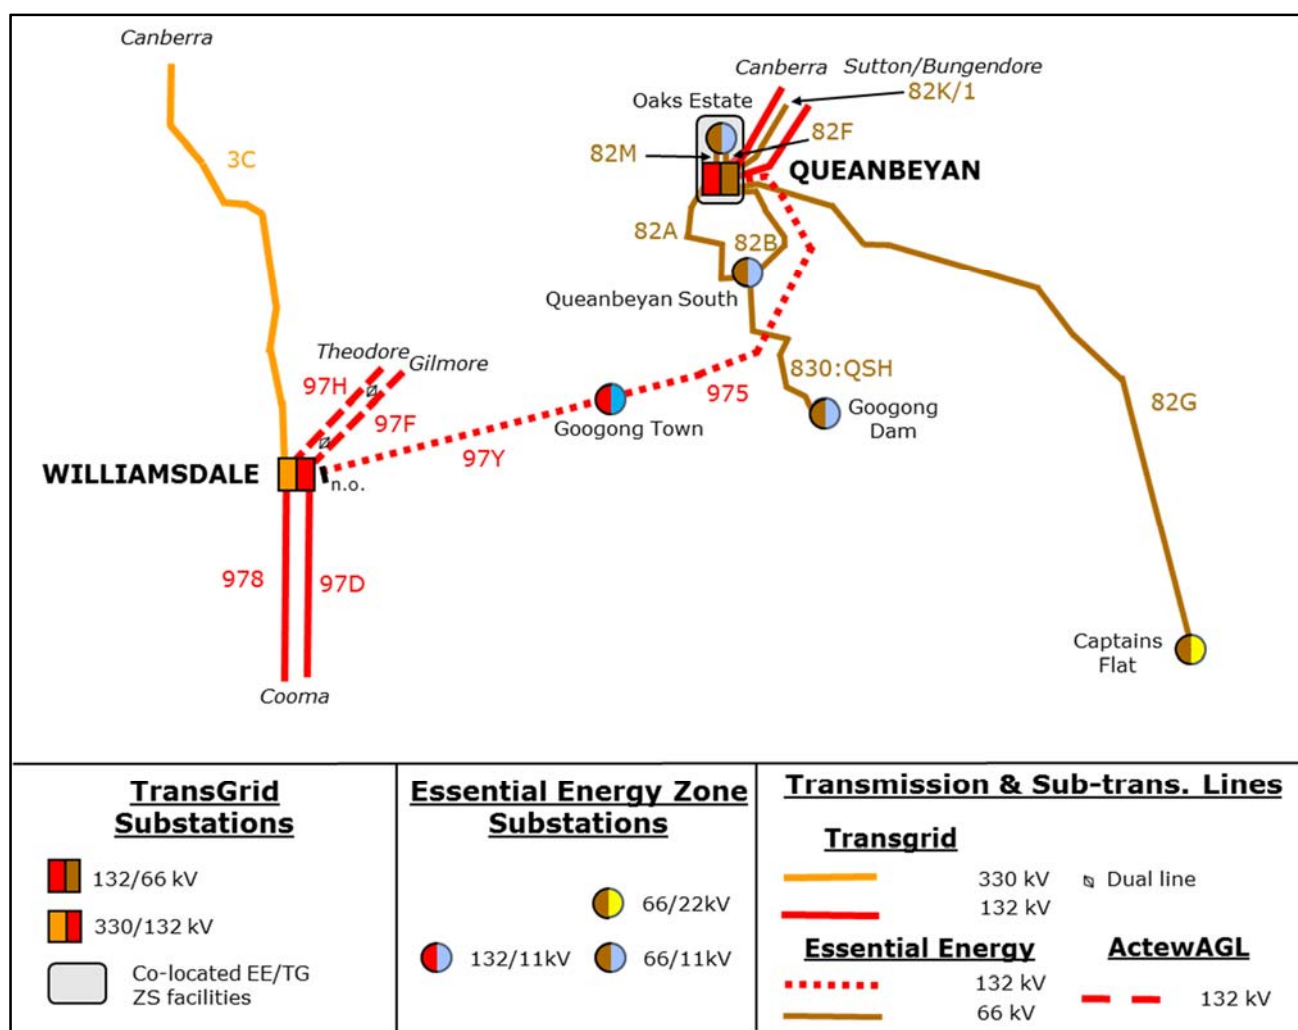 Canberra
3C
Canberra
Sutton/Bungendore
82K/1
Oaks Estate
82F
82M
QUEANBEYAN
82A
82B
Queanbeyan South
830:QSH
Googong
Dam
82G
Theodore
Gilmore
97H
97F
975
Googong Town
97Y
WILLIAMSDALE
n.o.
978
97D
Cooma
Captains
Flat
TransGrid
Substations
132/66 kV
330/132 kV
Co-located EE/TG
ZS facilities
Essential Energy Zone
Substations
66/22kV
132/11kV
66/11kV
Transmission & Sub-trans. Lines
Transgrid
330 kV
Dual line
132 kV
Essential Energy
ActewAGL
132 kV
132 kV
66 kV